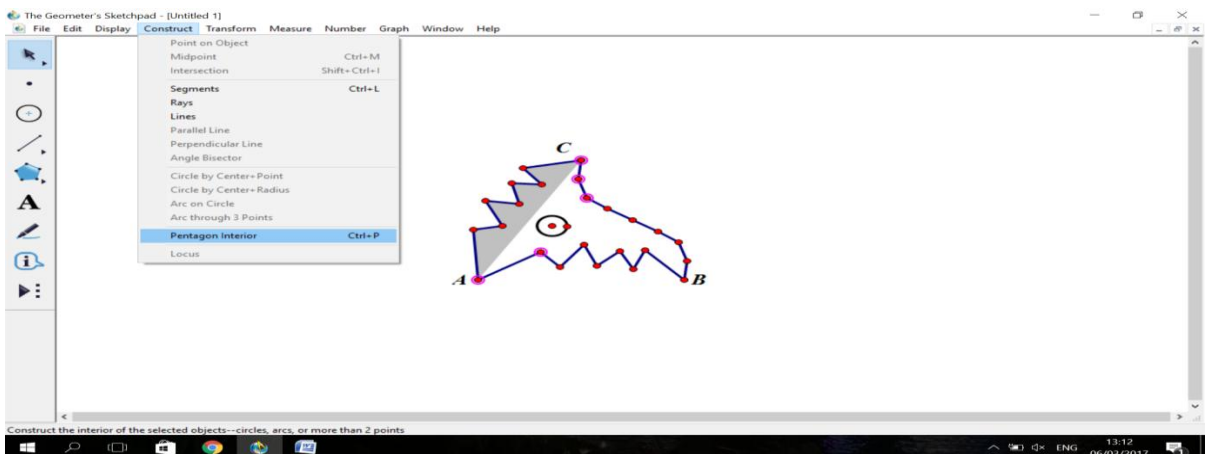 The Geometer's Sketchpad - [Untitled 1]
File Edit Display Construct Transform Measure Number Graph Window Help
Point on Object
Midpoint Ctrl+M
Intersection Shift+Ctrl+I
Segments Ctrl+L
Rays
Lines
Parallel Line
Perpendicular Line
Angle Bisector
Circle by Center+Point
Circle by Center+Radius
Arc on Circle
Arc through 3 Points
Pentagon Interior Ctrl+P
Locus
A
C
A
B
Construct the interior of the selected objects--circles, arcs, or more than 2 points
ENG
13:12
06/03/2017